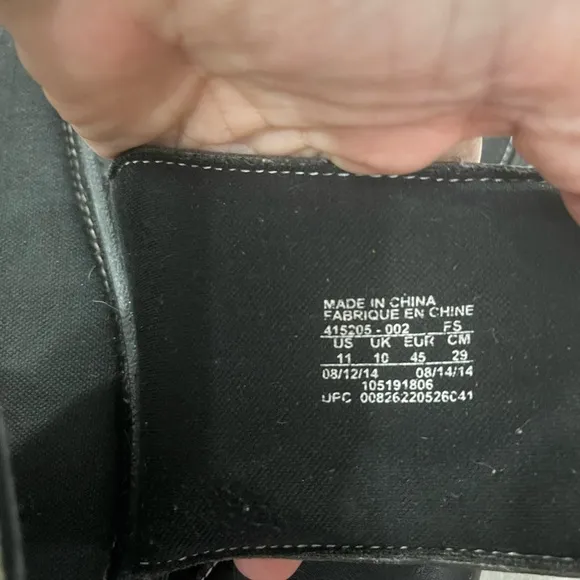 MADE IN CHINA
FABRIQUE EN CHINE
415205 - 002 FS
US UK EUR CM
11 10 45 29
08/12/14 08/14/14
105191806
UPC 00826220526041